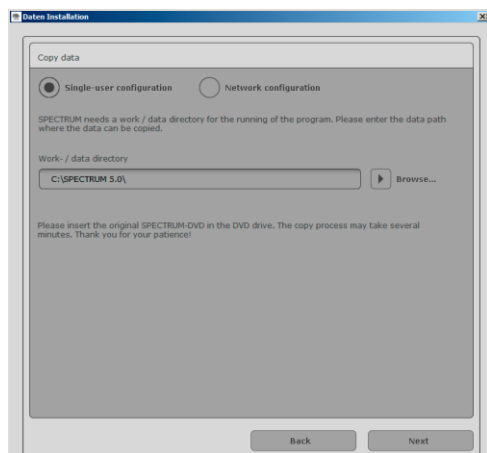 Daten Installation
Copy data
Single-user configuration
Network configuration
SPECTRUM needs a work / data directory for the running of the program. Please enter the data path
where the data can be copied.
Work- / data directory
C:\SPECTRUM 5.0\
Browse...
Please insert the original SPECTRUM-DVD in the DVD drive. The copy process may take several
minutes. Thank you for your patience!
Back
Next